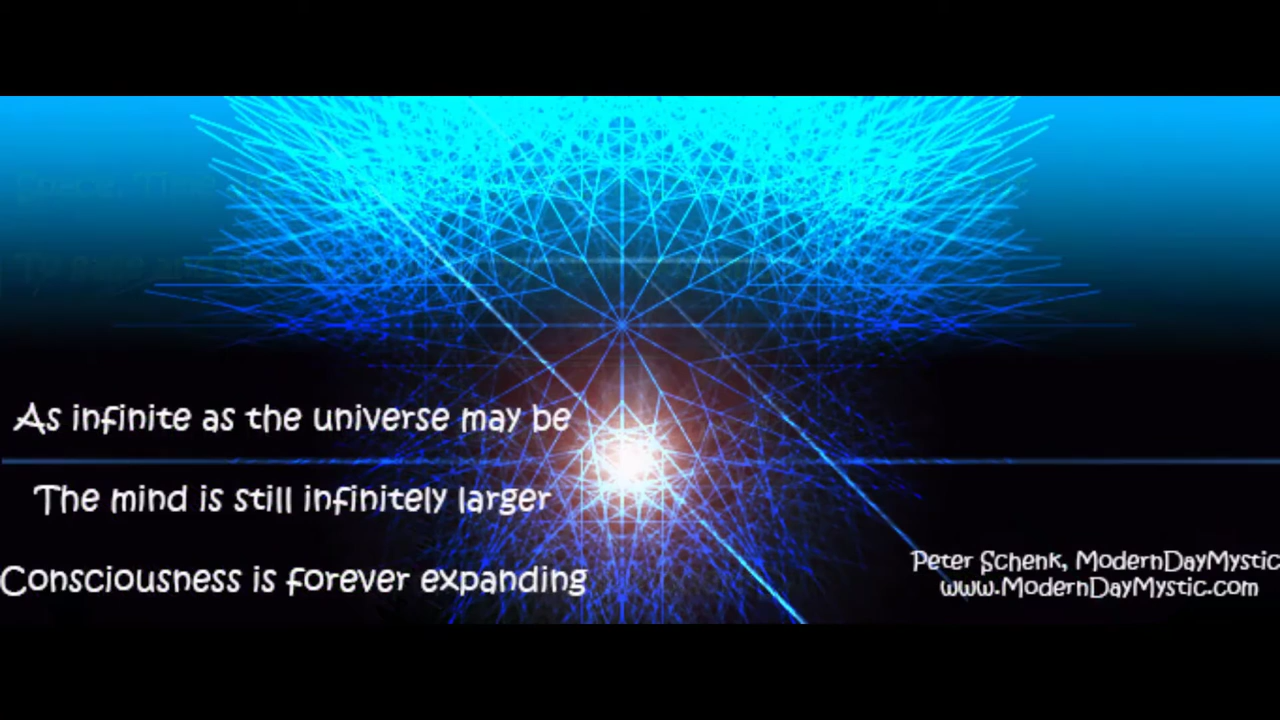 As infinite as the universe may be
The mind is still infinitely larger
Consciousness is forever expanding
Peter Schenk, ModernDayMystic
www.ModernDayMystic.com